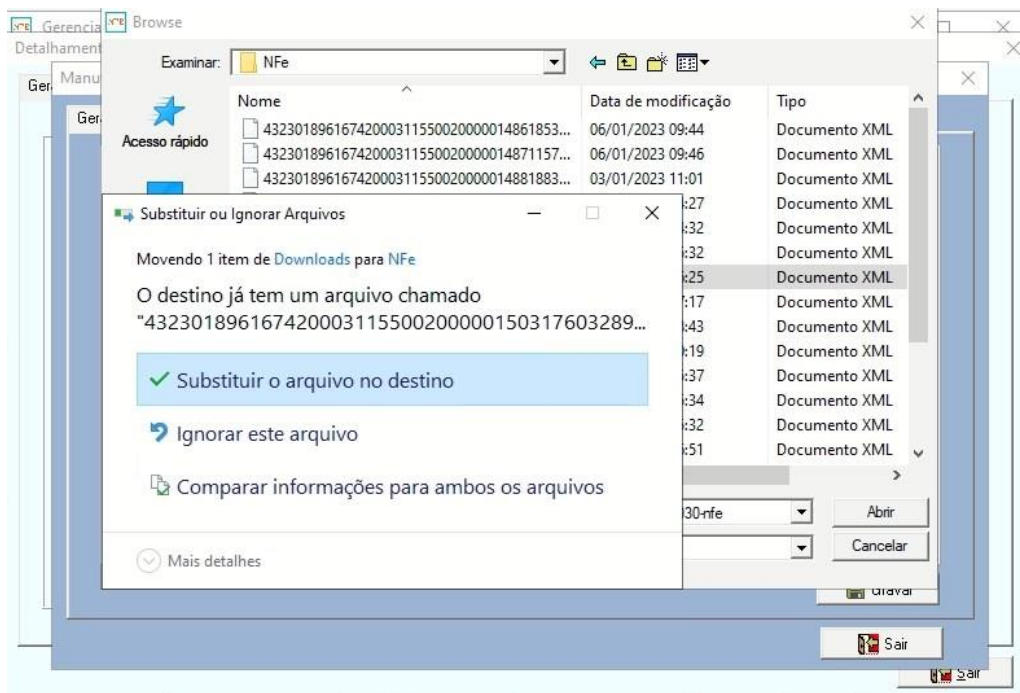 Gerencia
Browse
Detalhament
Examinar:
NFe
Manu
Ger
Ger
Acesso rápido
Nome
Data de modificação
Tipo
43230189616742000311550020000014861853...
06/01/2023 09:44
Documento XML
43230189616742000311550020000014871157...
06/01/2023 09:46
Documento XML
43230189616742000311550020000014881883...
03/01/2023 11:01
Documento XML
:27
Documento XML
:32
Documento XML
:32
Documento XML
:25
Documento XML
:17
Documento XML
:43
Documento XML
:19
Documento XML
:37
Documento XML
:34
Documento XML
:32
Documento XML
:51
Documento XML
Substituir ou Ignorar Arquivos
Movendo 1 item de Downloads para NFe
O destino já tem um arquivo chamado
"43230189616742000311550020000015031760328​9...
Substituir o arquivo no destino
Ignorar este arquivo
Comparar informações para ambos os arquivos
Mais detalhes
30-nfe
Abrir
Cancelar
Gravar
Sair
Sair